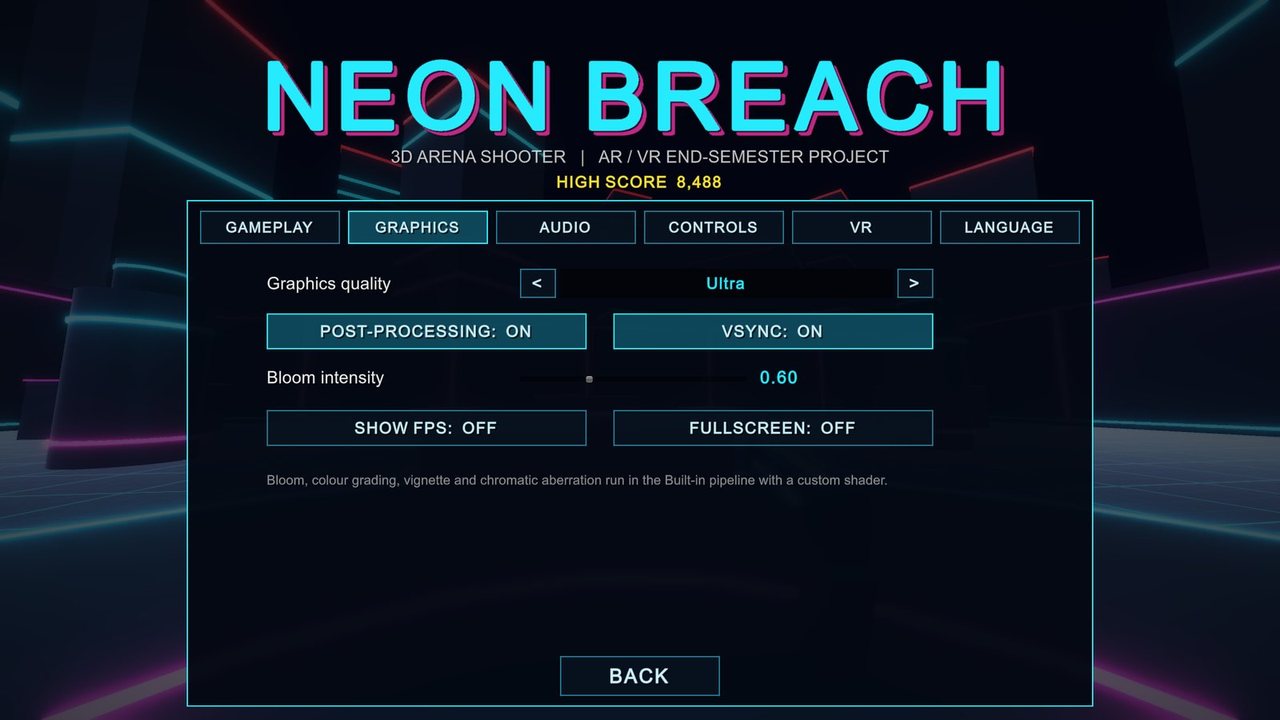 NEON BREACH
3D ARENA SHOOTER | AR / VR END-SEMESTER PROJECT
HIGH SCORE 8,488
GAMEPLAY GRAPHICS AUDIO CONTROLS VR LANGUAGE
Graphics quality < Ultra >
POST-PROCESSING: ON VSYNC: ON
Bloom intensity 0.60
SHOW FPS: OFF FULLSCREEN: OFF
Bloom, colour grading, vignette and chromatic aberration run in the Built-in pipeline with a custom shader.
BACK